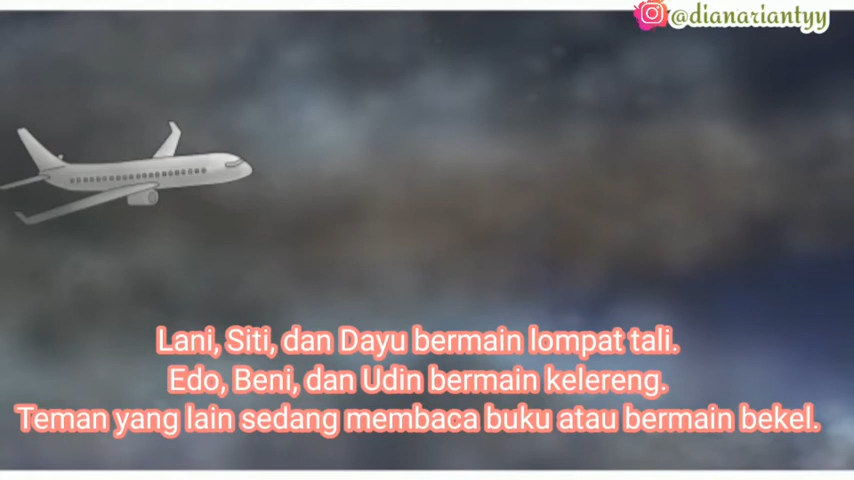 @dianariantyy
Lani, Siti, dan Dayu bermain lompat tali.
Edo, Beni, dan Udin bermain kelereng.
Teman yang lain sedang membaca buku atau bermain bekel.